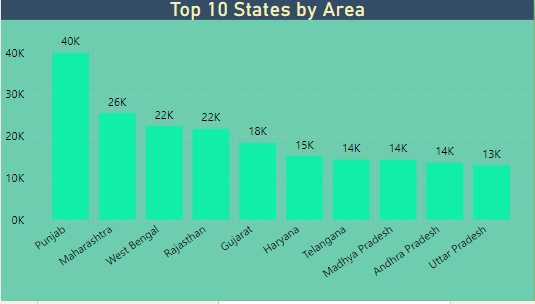 Top 10 States by Area
40K
30K
20K
10K
0K
40K
26K
22K
22K
18K
15K
14K
14K
14K
13K
Punjab
Maharashtra
West Bengal
Rajasthan
Gujarat
Haryana
Telangana
Madhya Pradesh
Andhra Pradesh
Uttar Pradesh